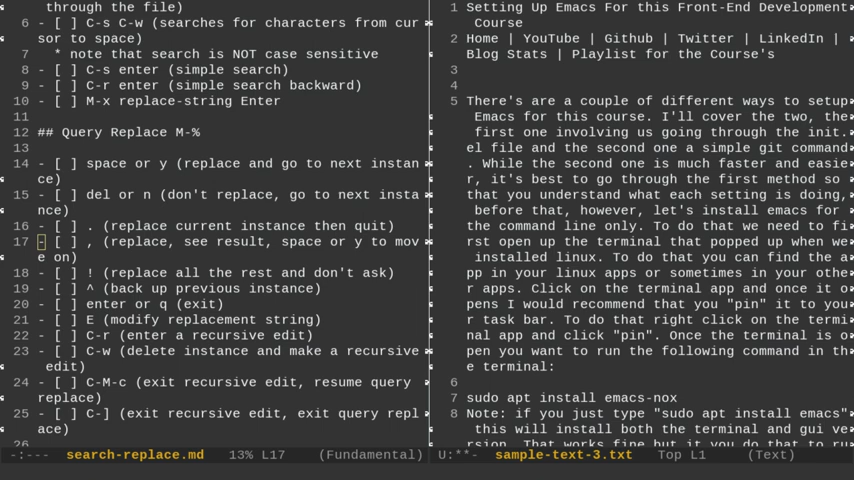 through the file)
6 - [ ] C-s C-w (searches for characters from cur
sor to space)
7 * note that search is NOT case sensitive
8 - [ ] C-s enter (simple search)
9 - [ ] C-r enter (simple search backward)
10 - [ ] M-x replace-string Enter
11
12 ## Query Replace M-%
13
14 - [ ] space or y (replace and go to next instan
ce)
15 - [ ] del or n (don't replace, go to next insta
nce)
16 - [ ] . (replace current instance then quit)
17 - [ ] , (replace, see result, space or y to mov
e on)
18 - [ ] ! (replace all the rest and don't ask)
19 - [ ] ^ (back up previous instance)
20 - [ ] enter or q (exit)
21 - [ ] E (modify replacement string)
22 - [ ] C-r (enter a recursive edit)
23 - [ ] C-w (delete instance and make a recursive
edit)
24 - [ ] C-M-c (exit recursive edit, resume query
replace)
25 - [ ] C-] (exit recursive edit, exit query repl
ace)
26
-:--- search-replace.md 13% L17 (Fundamental)
1 Setting Up Emacs For this Front-End Development
Course
2 Home | YouTube | Github | Twitter | LinkedIn |
Blog Stats | Playlist for the Course's
3
4
5 There's are a couple of different ways to setup
Emacs for this course. I'll cover the two, the
first one involving us going through the init.
el file and the second one a simple git command
. While the second one is much faster and easie
r, it's best to go through the first method so
that you understand what each setting is doing,
before that, however, let's install emacs for
the command line only. To do that we need to fi
rst open up the terminal that popped up when we
installed linux. To do that you can find the a
pp in your linux apps or sometimes in your othe
r apps. Click on the terminal app and once it o
pens I would recommend that you "pin" it to you
r task bar. To do that right click on the termi
nal app and click "pin". Once the terminal is o
pen you want to run the following command in th
e terminal:
6
7 sudo apt install emacs-nox
8 Note: if you just type "sudo apt install emacs"
this will install both the terminal and gui ve
rsion. That works fine but it you do that to ru
U:**- sample-text-3.txt Top L1 (Text)